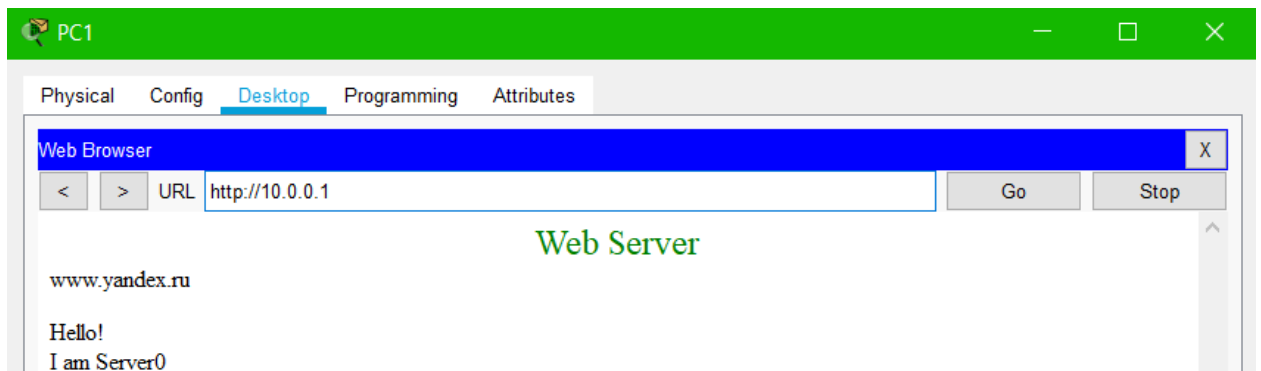 PC1
Physical Config Desktop Programming Attributes
Web Browser X
< > URL http://10.0.0.1 Go Stop
Web Server
www.yandex.ru
Hello!
I am Server0